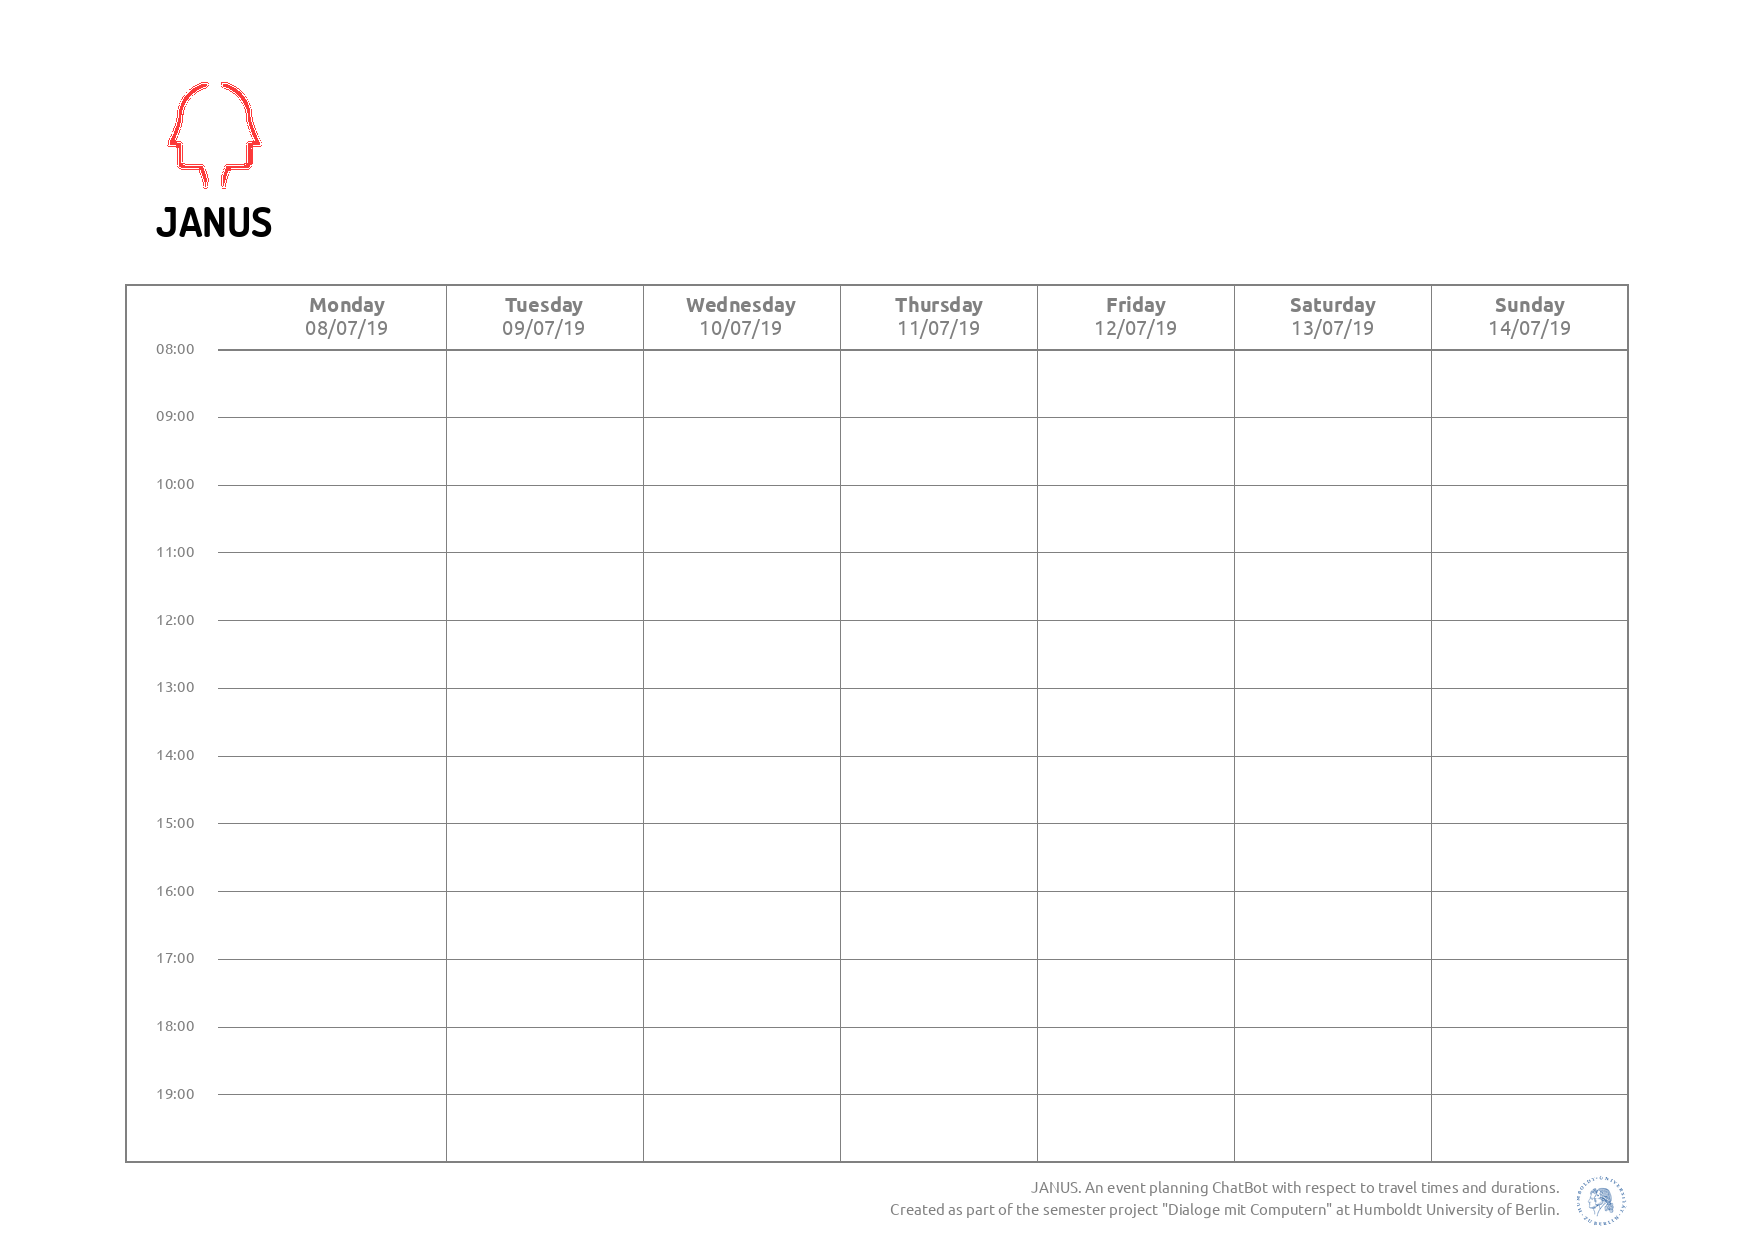 JANUS
Monday Tuesday Wednesday Thursday Friday Saturday Sunday
08/07/19 09/07/19 10/07/19 11/07/19 12/07/19 13/07/19 14/07/19
08:00
09:00
10:00
11:00
12:00
13:00
14:00
15:00
16:00
17:00
18:00
19:00
JANUS. An event planning ChatBot with respect to travel times and durations.
Created as part of the semester project "Dialoge mit Computern" at Humboldt University of Berlin.
HUMBOLDT-UNIVERSITÄT
ZU BERLIN